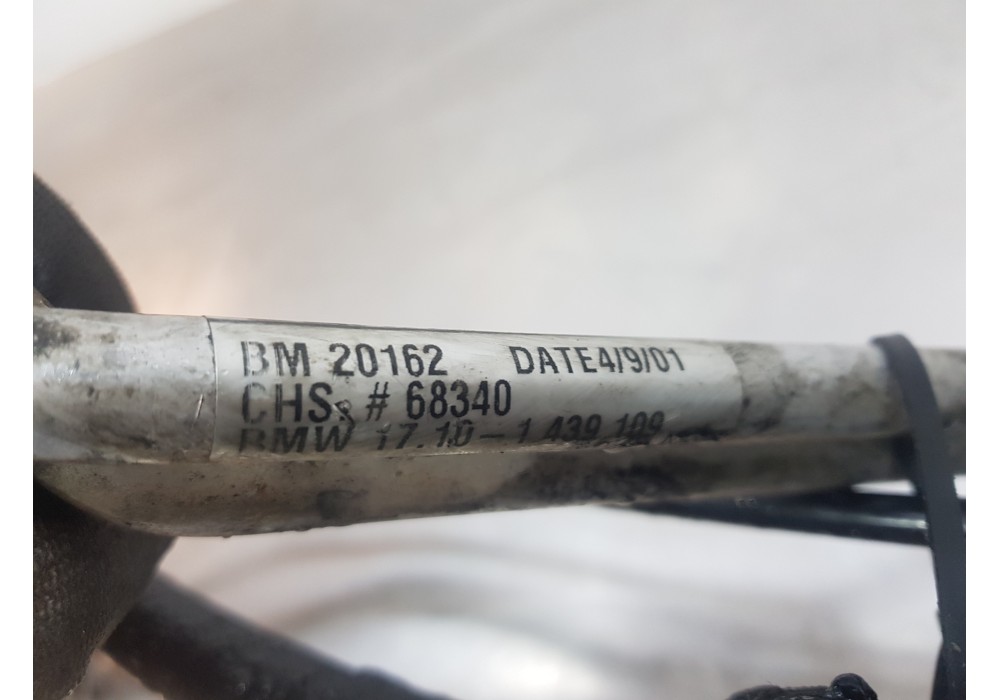 BM 20162 DATE4/9/01
CHS. # 68340
BMW 17.10-1 439 109